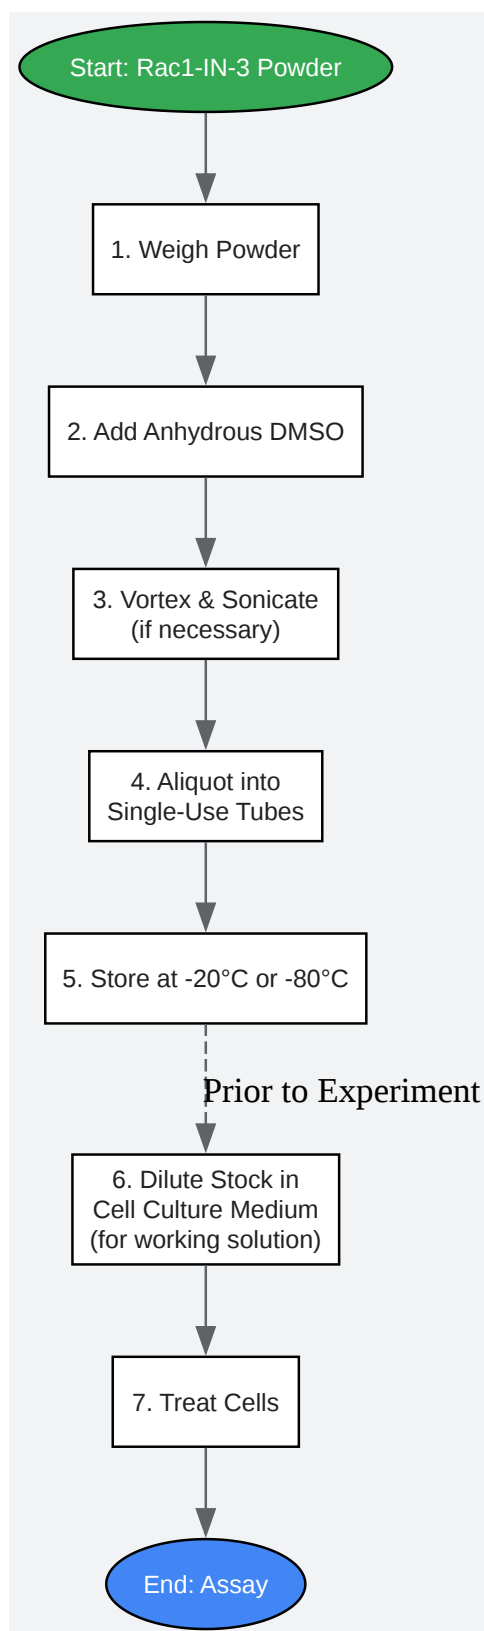 Start: Rac1-IN-3 Powder
1. Weigh Powder
2. Add Anhydrous DMSO
3. Vortex & Sonicate
(if necessary)
4. Aliquot into
Single-Use Tubes
5. Store at -20°C or -80°C
Prior to Experiment
6. Dilute Stock in
Cell Culture Medium
(for working solution)
7. Treat Cells
End: Assay